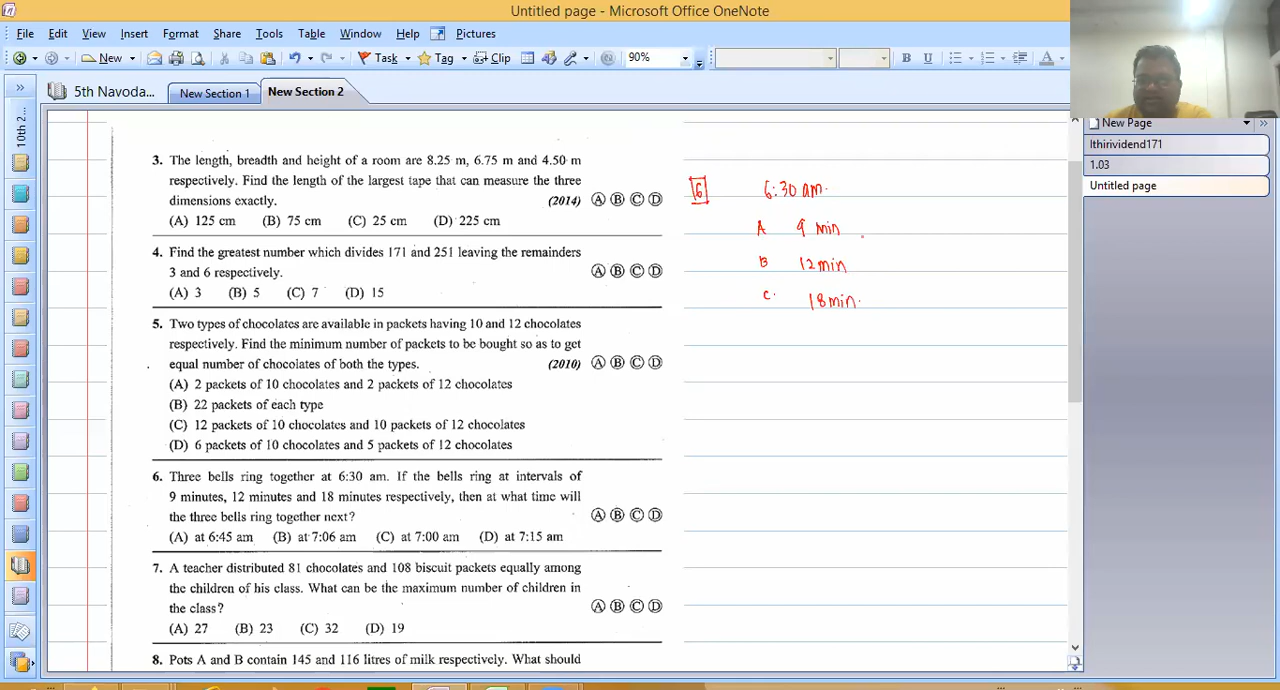 Untitled page - Microsoft Office OneNote
File Edit View Insert Format Share Tools Table Window Help Pictures
New Task Tag Clip 90% B U A
5th Navoda... New Section 1 New Section 2
10th 2...
New Page
Ithirividend171
1.03
Untitled page
3. The length, breadth and height of a room are 8.25 m, 6.75 m and 4.50 m
respectively. Find the length of the largest tape that can measure the three
dimensions exactly. (2014) Ⓐ Ⓑ Ⓒ Ⓓ
(A) 125 cm (B) 75 cm (C) 25 cm (D) 225 cm
4. Find the greatest number which divides 171 and 251 leaving the remainders
3 and 6 respectively. Ⓐ Ⓑ Ⓒ Ⓓ
(A) 3 (B) 5 (C) 7 (D) 15
5. Two types of chocolates are available in packets having 10 and 12 chocolates
respectively. Find the minimum number of packets to be bought so as to get
equal number of chocolates of both the types. (2010) Ⓐ Ⓑ Ⓒ Ⓓ
(A) 2 packets of 10 chocolates and 2 packets of 12 chocolates
(B) 22 packets of each type
(C) 12 packets of 10 chocolates and 10 packets of 12 chocolates
(D) 6 packets of 10 chocolates and 5 packets of 12 chocolates
6. Three bells ring together at 6:30 am. If the bells ring at intervals of
9 minutes, 12 minutes and 18 minutes respectively, then at what time will
the three bells ring together next? Ⓐ Ⓑ Ⓒ Ⓓ
(A) at 6:45 am (B) at 7:06 am (C) at 7:00 am (D) at 7:15 am
7. A teacher distributed 81 chocolates and 108 biscuit packets equally among
the children of his class. What can be the maximum number of children in
the class? Ⓐ Ⓑ Ⓒ Ⓓ
(A) 27 (B) 23 (C) 32 (D) 19
8. Pots A and B contain 145 and 116 litres of milk respectively. What should
6 6:30 am.
A 9 min
B 12min
C. 18min.